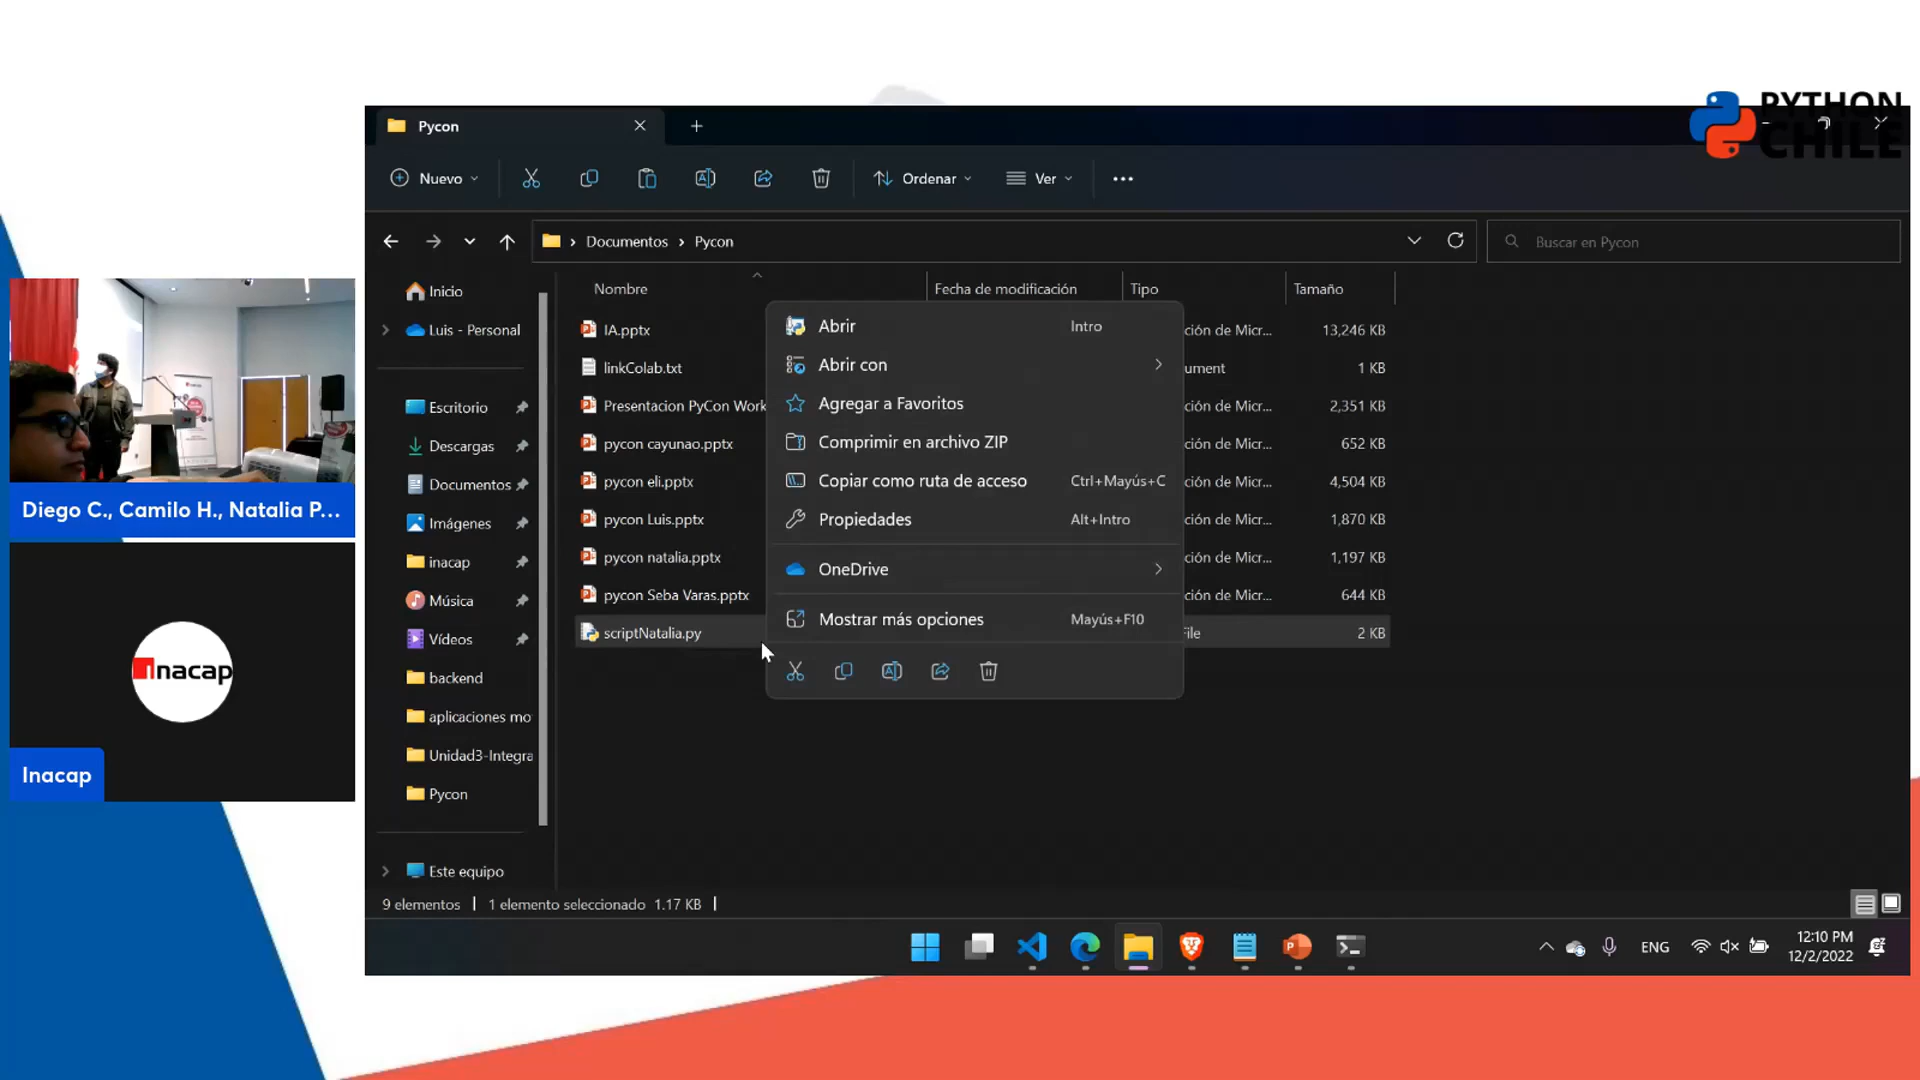 PYTHON
CHILE
Pycon
Nuevo
Ordenar
Ver
Documentos
Pycon
Buscar en Pycon
Nombre
Fecha de modificación
Tipo
Tamaño
Inicio
Luis - Personal
Escritorio
Descargas
Documentos
Imágenes
inacap
Música
Vídeos
backend
aplicaciones mo
Unidad3-Integra
Pycon
Este equipo
IA.pptx
ción de Micr...
13,246 KB
linkColab.txt
ument
1 KB
Presentacion PyCon Work
ción de Micr...
2,351 KB
pycon cayunao.pptx
ción de Micr...
652 KB
pycon eli.pptx
ción de Micr...
4,504 KB
pycon Luis.pptx
ción de Micr...
1,870 KB
pycon natalia.pptx
ción de Micr...
1,197 KB
pycon Seba Varas.pptx
ción de Micr...
644 KB
scriptNatalia.py
File
2 KB
Abrir
Intro
Abrir con
Agregar a Favoritos
Comprimir en archivo ZIP
Copiar como ruta de acceso
Ctrl+Mayús+C
Propiedades
Alt+Intro
OneDrive
Mostrar más opciones
Mayús+F10
9 elementos
1 elemento seleccionado 1.17 KB
ENG
12:10 PM
12/2/2022
Diego C., Camilo H., Natalia P...
inacap
Inacap